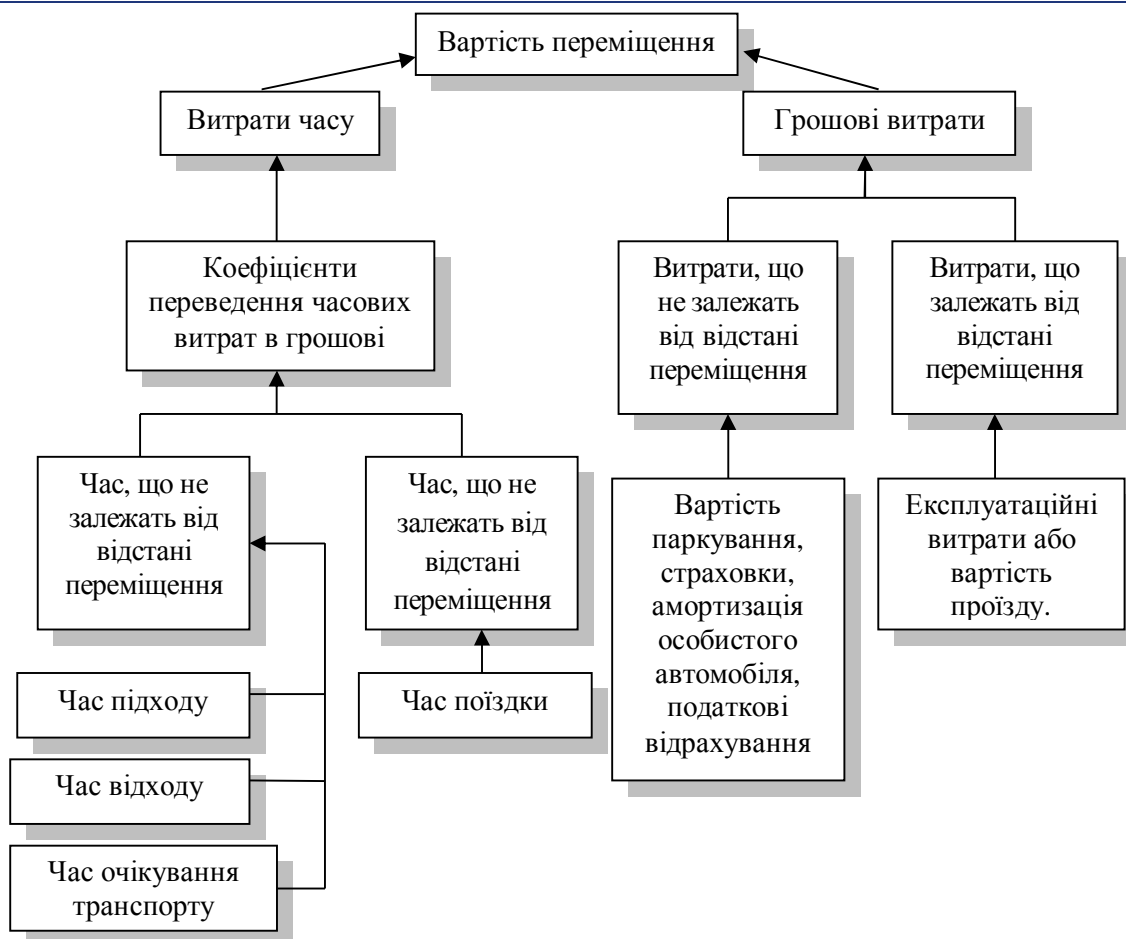 Вартість переміщення
Витрати часу
Грошові витрати
Коефіцієнти
переведення часових
витрат в грошові
Витрати, що
не залежать
від відстані
переміщення
Витрати, що
залежать від
відстані
переміщення
Час, що не
залежать від
відстані
переміщення
Час, що не
залежать від
відстані
переміщення
Вартість
паркування,
страховки,
амортизація
особистого
автомобіля,
податкові
відрахування
Експлуатаційні
витрати або
вартість
проїзду.
Час підходу
Час поїздки
Час відходу
Час очікування
транспорту